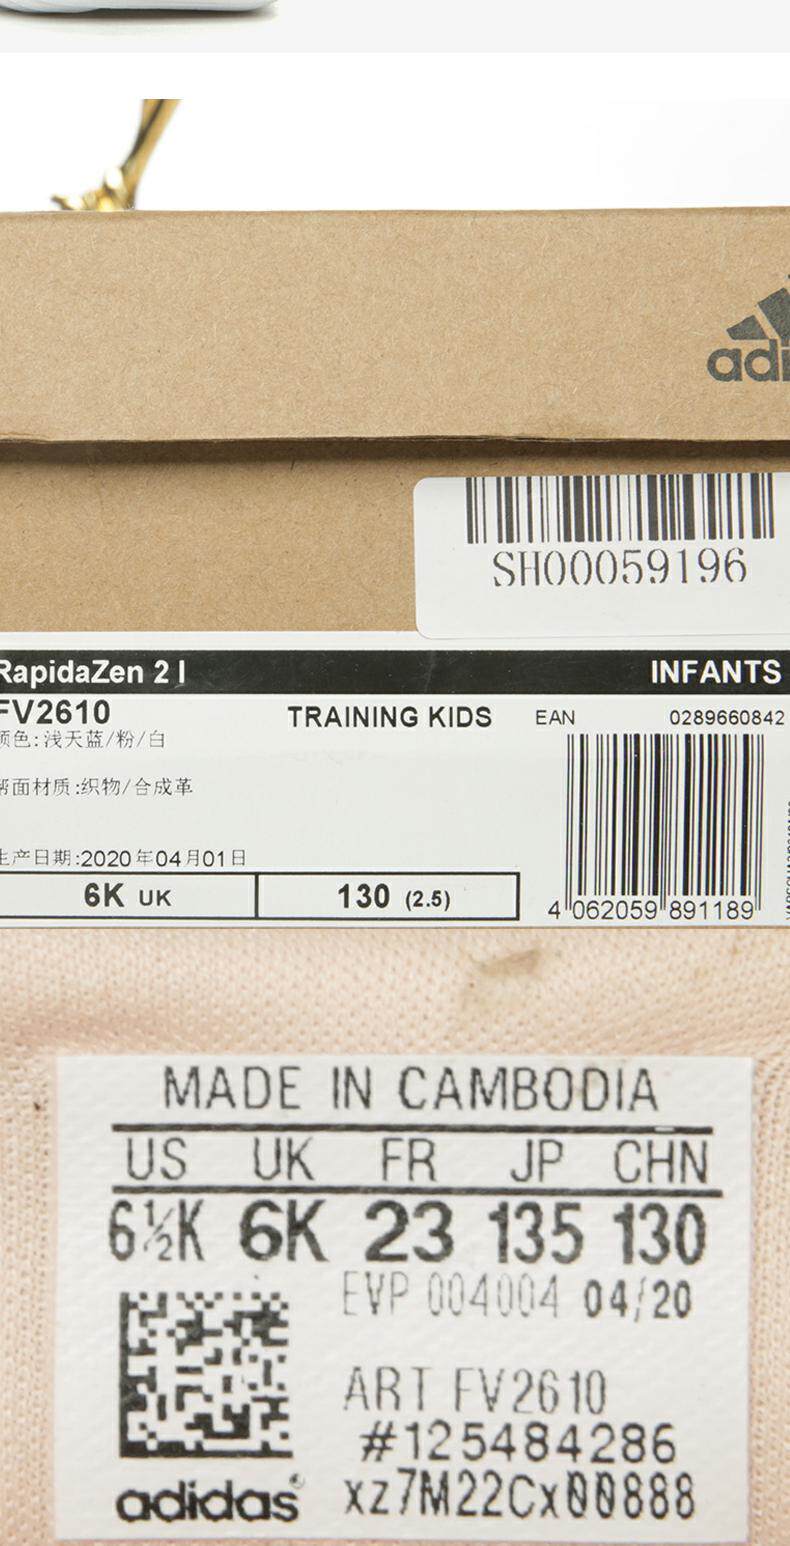 adi
SH00059196
RapidaZen 2 I INFANTS
FV2610 TRAINING KIDS EAN 0289660842
颜色:浅天蓝/粉/白
帮面材质:织物/合成革
生产日期:2020年04月01日
6K UK 130 (2.5)
4 062059 891189
MADE IN CAMBODIA
US UK FR JP CHN
6½K 6K 23 135 130
EVP 004004 04/20
ART FV2610
#125484286
adidas xz7M22Cx00888